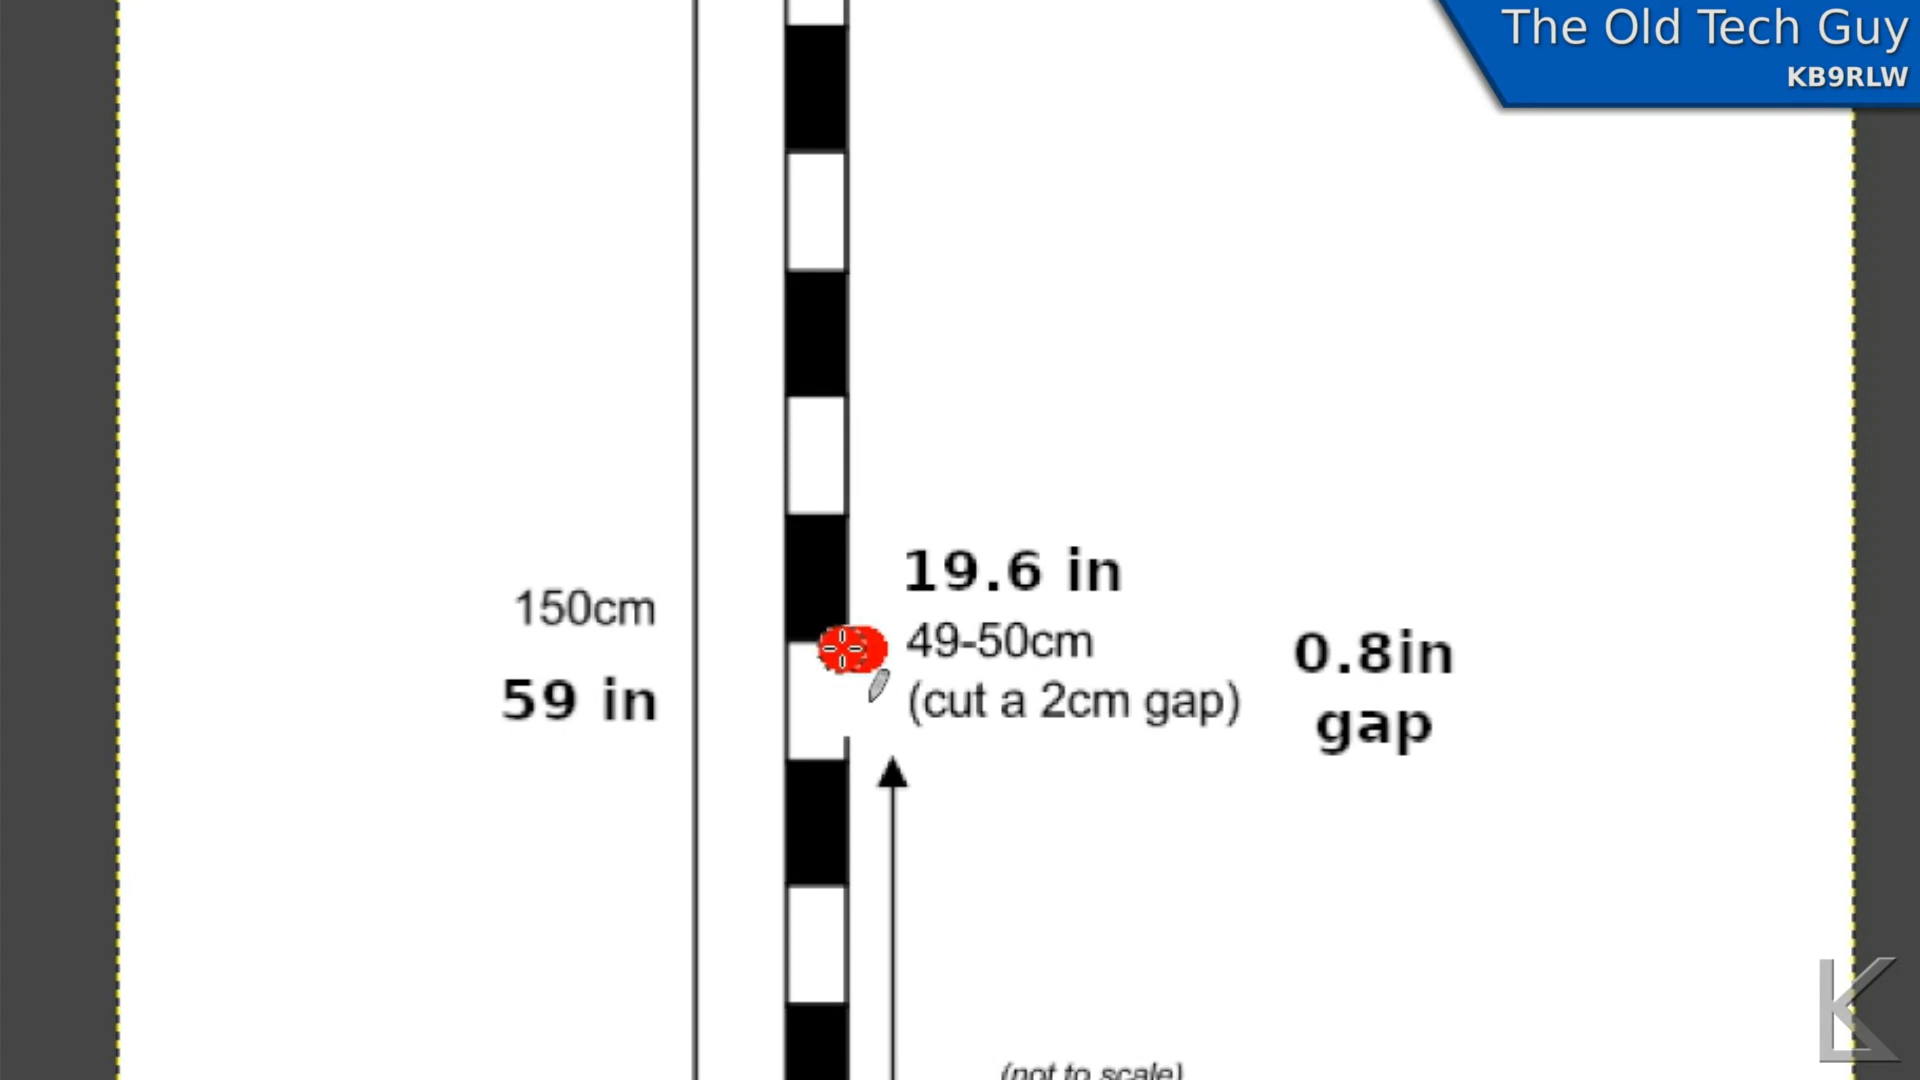 The Old Tech Guy
KB9RLW
19.6 in
150cm
49-50cm
0.8in
59 in
(cut a 2cm gap)
gap
(not to scale)
K